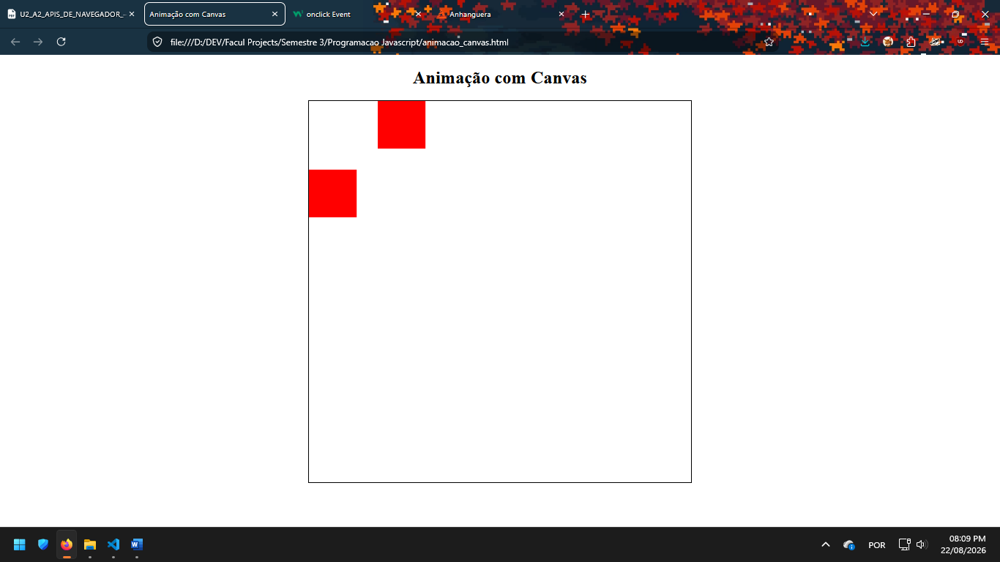 U2_A2_APIS_DE_NAVEGADOR_-
Animação com Canvas
onclick Event
Anhanguera
file:///D:/DEV/Facul Projects/Semestre 3/Programacao Javascript/animacao_canvas.html
Animação com Canvas
POR
08:09 PM
22/08/2026